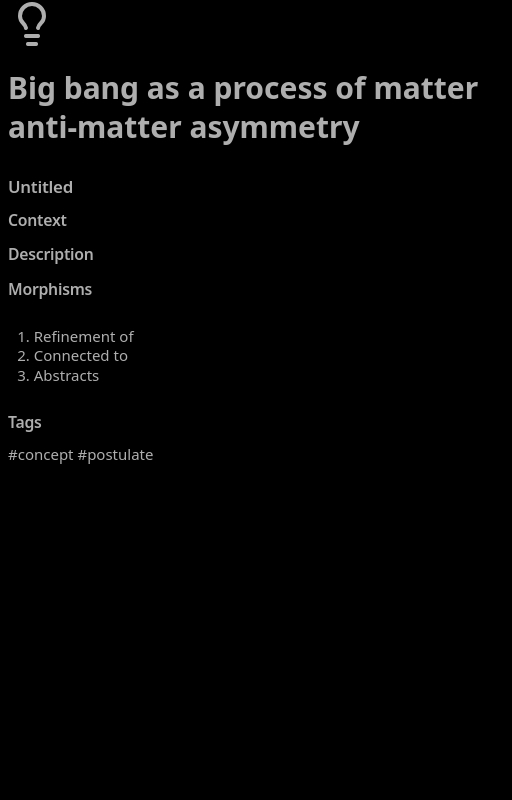 Big bang as a process of matter
anti-matter asymmetry
Untitled
Context
Description
Morphisms
1. Refinement of
2. Connected to
3. Abstracts
Tags
#concept #postulate